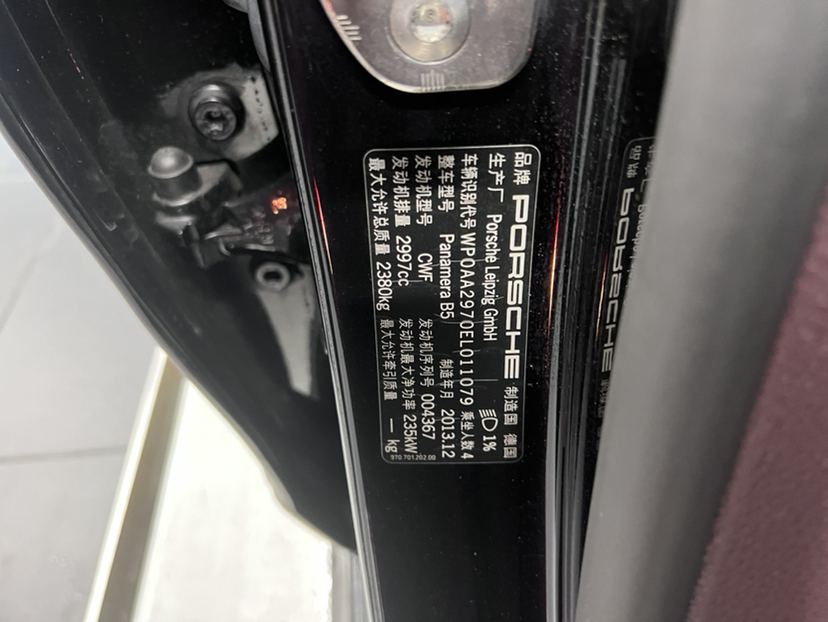 品牌 PORSCHE 制造国 德国
生产厂 Porsche Leipzig GmbH 1%
车辆识别代号 WP0AA2970EL011079 乘坐人数 4
整车型号 Panamera B5 制造年月 2013.12
发动机型号 CWF 发动机序列号 004367
发动机排量 2997cc 发动机最大净功率 235kW
最大允许总质量 2380kg 最大允许牵引质量 — kg
970.701.202.08
PORSCHE